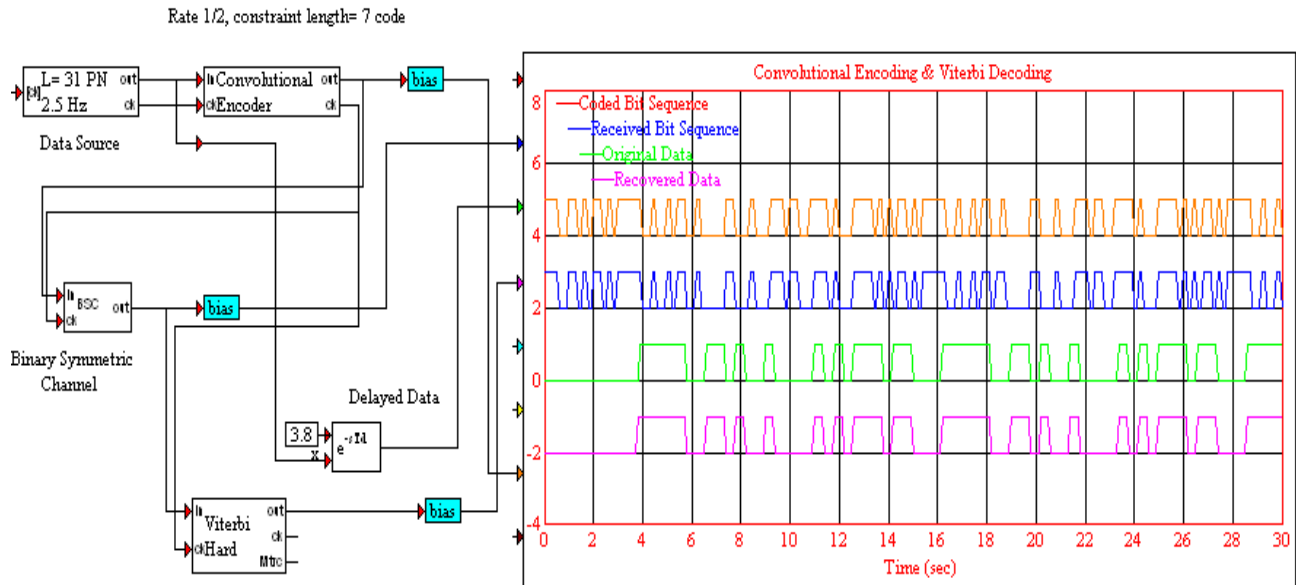 Rate 1/2, constraint length= 7 code
[ck] L= 31 PN out
2.5 Hz ck
Data Source
In Convolutional out
ck Encoder ck
bias
In BSC out
ck
Binary Symmetric
Channel
bias
Delayed Data
3.8
x
e-sTd
In Viterbi out
ck Hard ck
Mtrc
bias
Convolutional Encoding & Viterbi Decoding
Coded Bit Sequence
Received Bit Sequence
Original Data
Recovered Data
8
6
4
2
0
-2
-4
0 2 4 6 8 10 12 14 16 18 20 22 24 26 28 30
Time (sec)